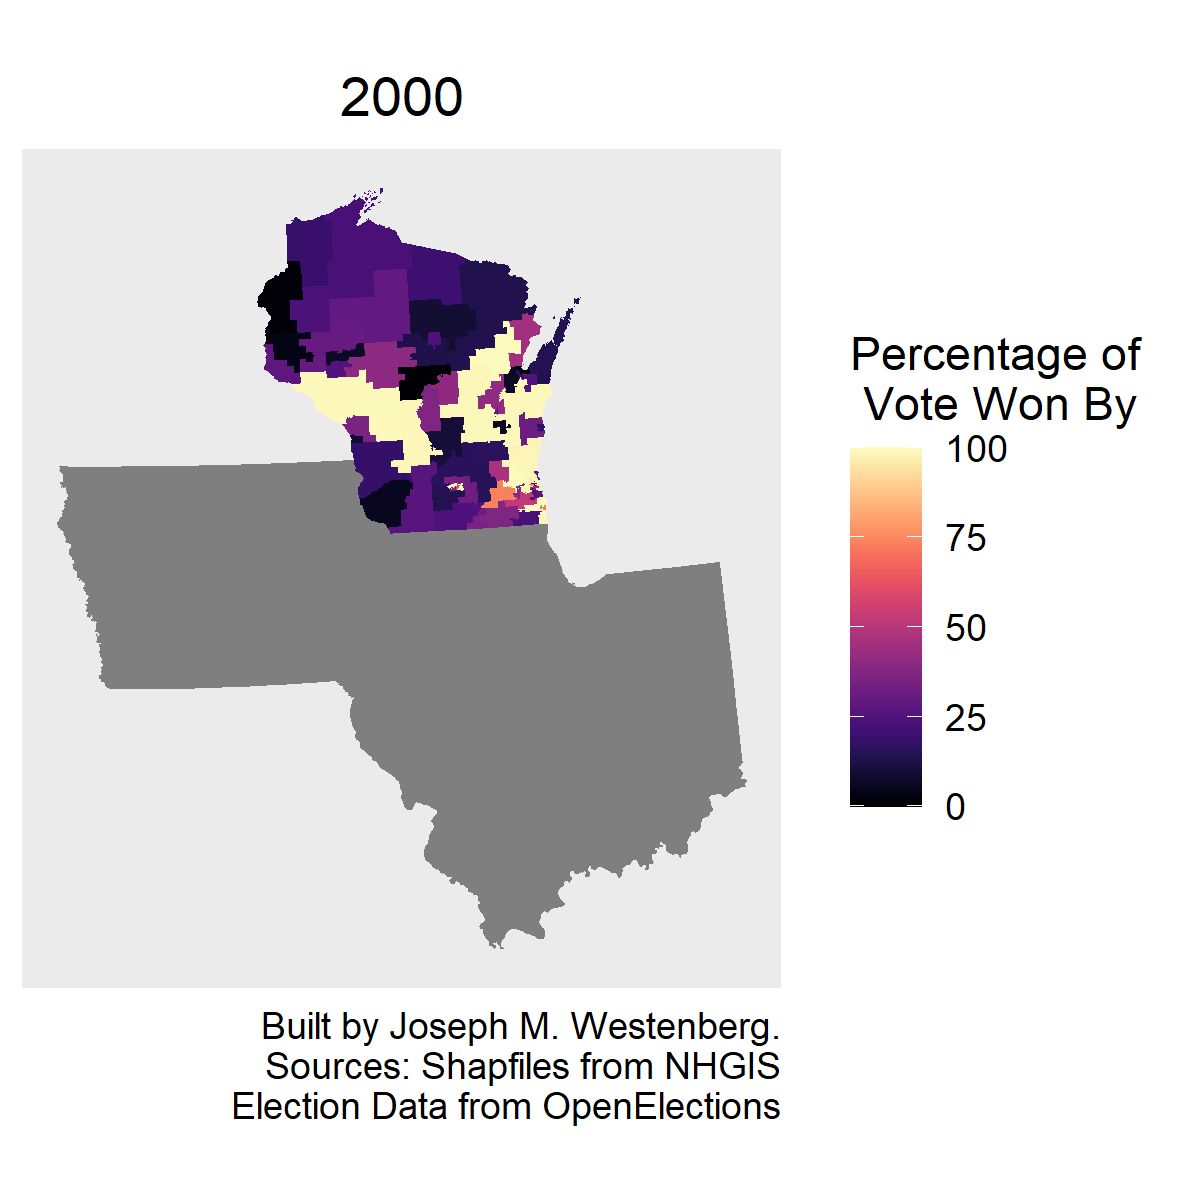 2000
Percentage of
Vote Won By
100
75
50
25
0
Built by Joseph M. Westenberg.
Sources: Shapfiles from NHGIS
Election Data from OpenElections